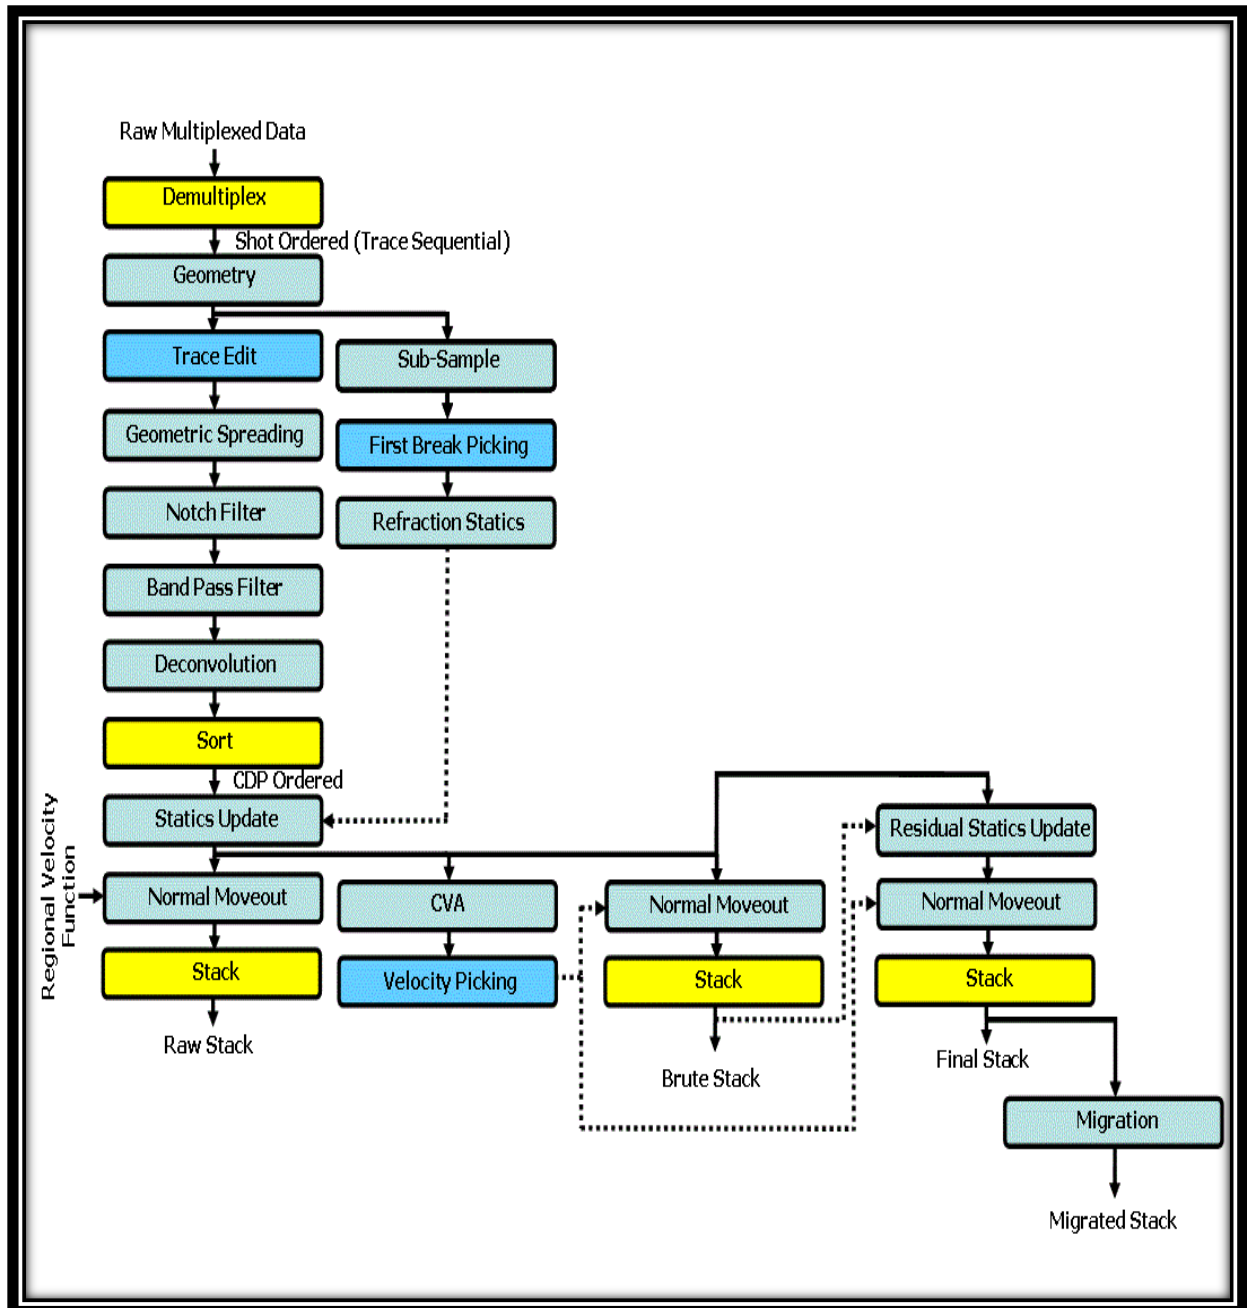 Raw Multiplexed Data
Demultiplex
Shot Ordered (Trace Sequential)
Geometry
Trace Edit
Sub-Sample
Geometric Spreading
First Break Picking
Notch Filter
Refraction Statics
Band Pass Filter
Deconvolution
Sort
CDP Ordered
Statics Update
Residual Statics Update
Regional Velocity
Function
Normal Moveout
CVA
Normal Moveout
Normal Moveout
Stack
Velocity Picking
Stack
Stack
Raw Stack
Brute Stack
Final Stack
Migration
Migrated Stack